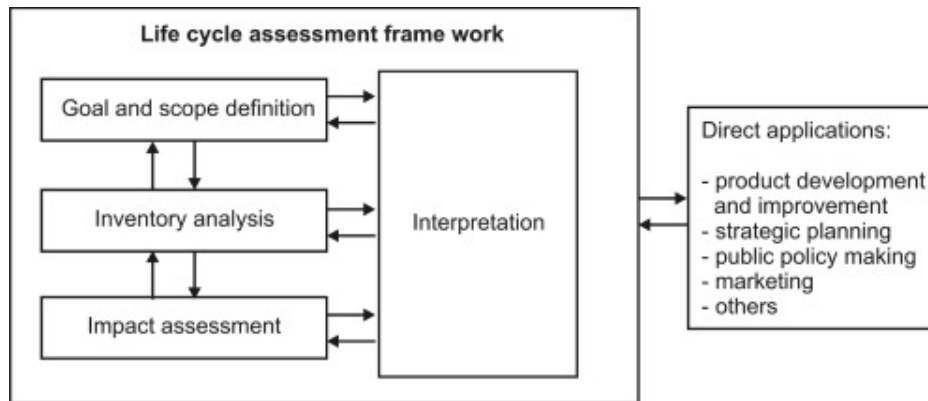 Life cycle assessment frame work
Goal and scope definition
Inventory analysis
Impact assessment
Interpretation
Direct applications:
- product development
and improvement
- strategic planning
- public policy making
- marketing
- others